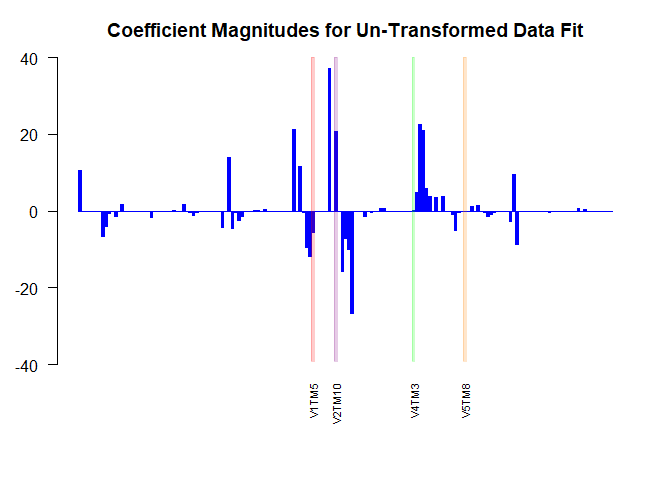 Coefficient Magnitudes for Un-Transformed Data Fit
40
20
0
-20
-40
V1TM5
V2TM10
V4TM3
V5TM8